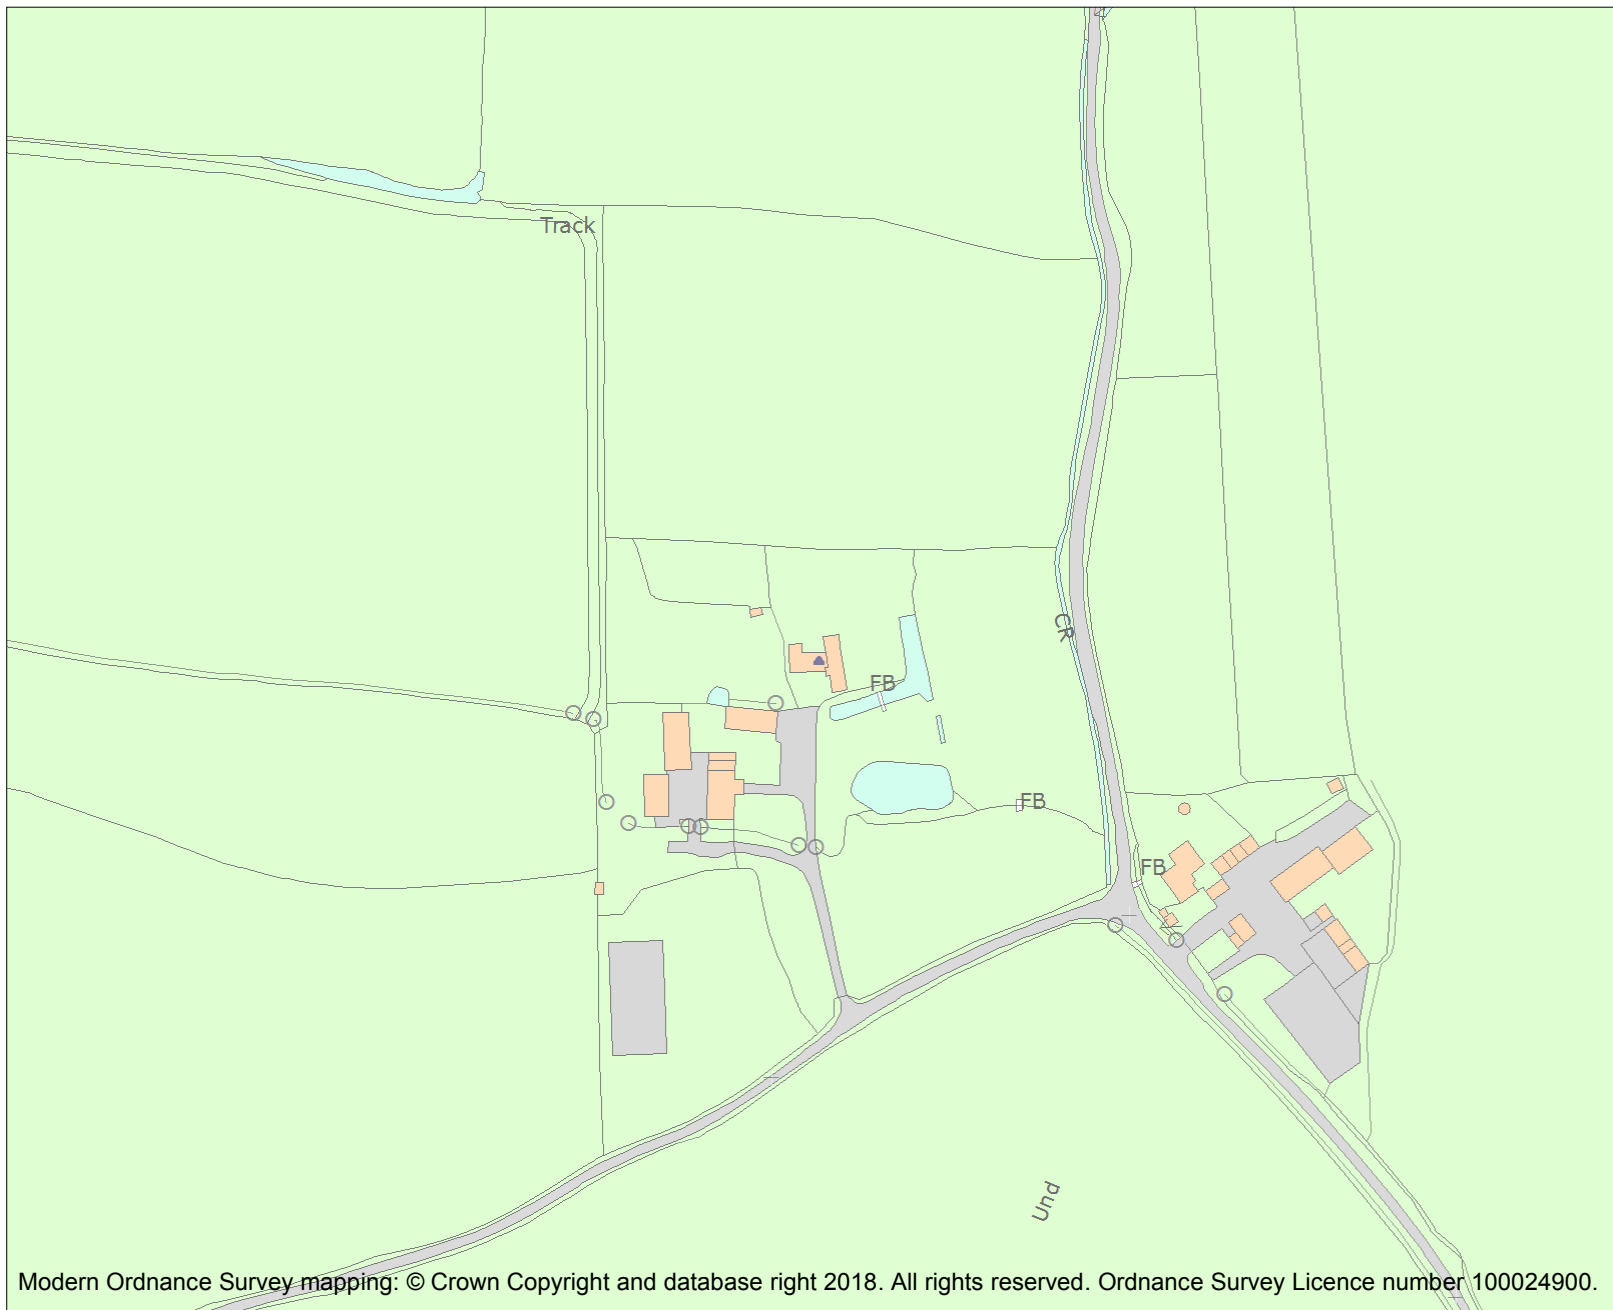 Track
CR
FB
FB
FB
Und
Modern Ordnance Survey mapping: © Crown Copyright and database right 2018. All rights reserved. Ordnance Survey Licence number 100024900.